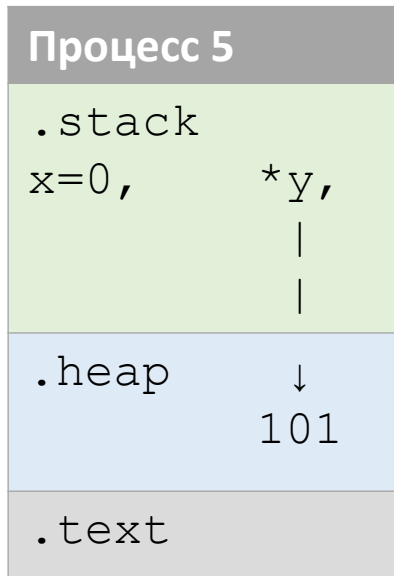 Процесс 5
.stack
x=0, *y,
|
|
.heap ↓
101
.text